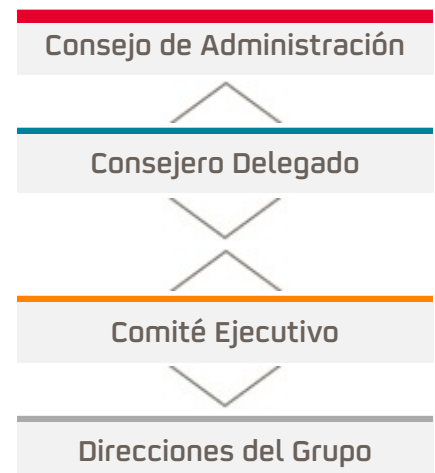 Consejo de Administración
Consejero Delegado
Comité Ejecutivo
Direcciones del Grupo